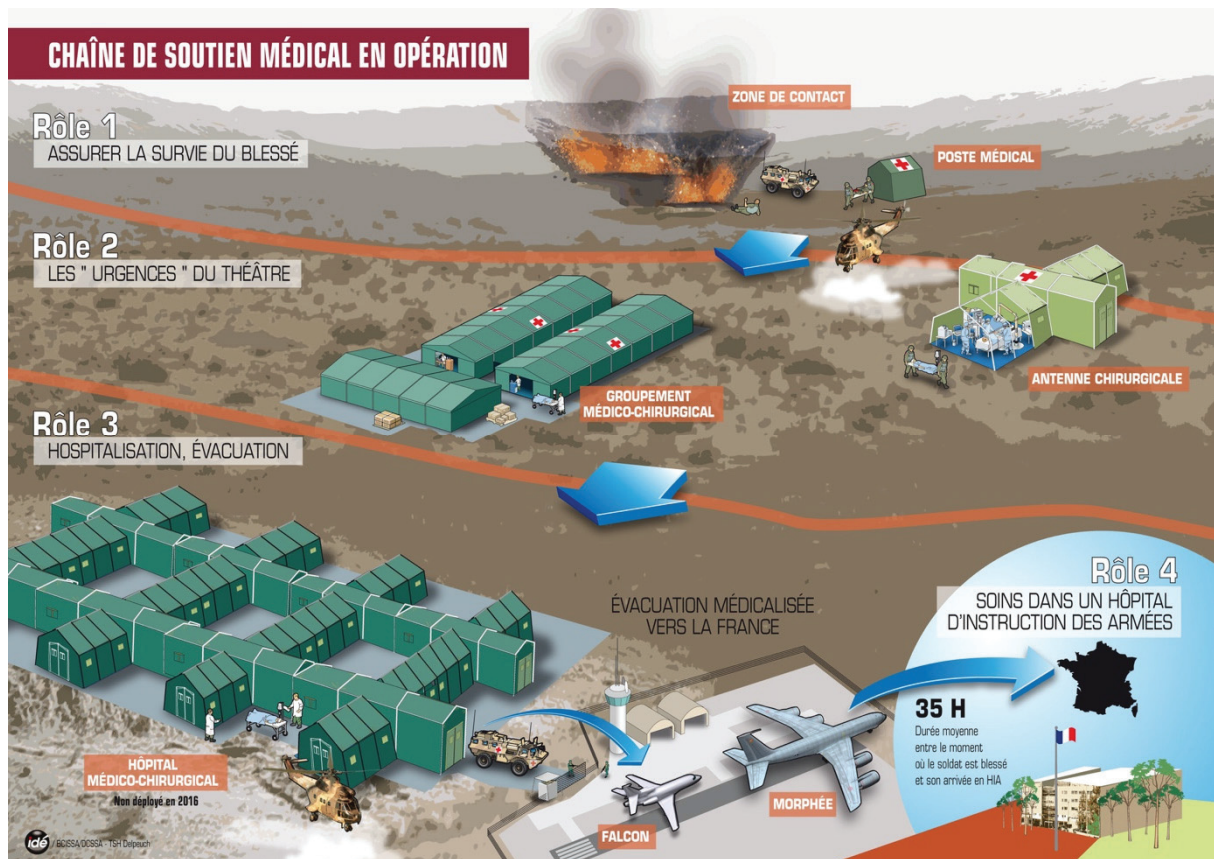 CHAÎNE DE SOUTIEN MÉDICAL EN OPÉRATION
ZONE DE CONTACT
Rôle 1
ASSURER LA SURVIE DU BLESSÉ
POSTE MÉDICAL
Rôle 2
LES " URGENCES " DU THÉÂTRE
GROUPEMENT
MÉDICO-CHIRURGICAL
ANTENNE CHIRURGICALE
Rôle 3
HOSPITALISATION, ÉVACUATION
HÔPITAL
MÉDICO-CHIRURGICAL
Non déployé en 2016
ÉVACUATION MÉDICALISÉE
VERS LA FRANCE
FALCON
MORPHÉE
Rôle 4
SOINS DANS UN HÔPITAL
D'INSTRUCTION DES ARMÉES
35 H
Durée moyenne
entre le moment
où le soldat est blessé
et son arrivée en HIA
idé / BCISSA/DCSSA - TSH Delpeuch